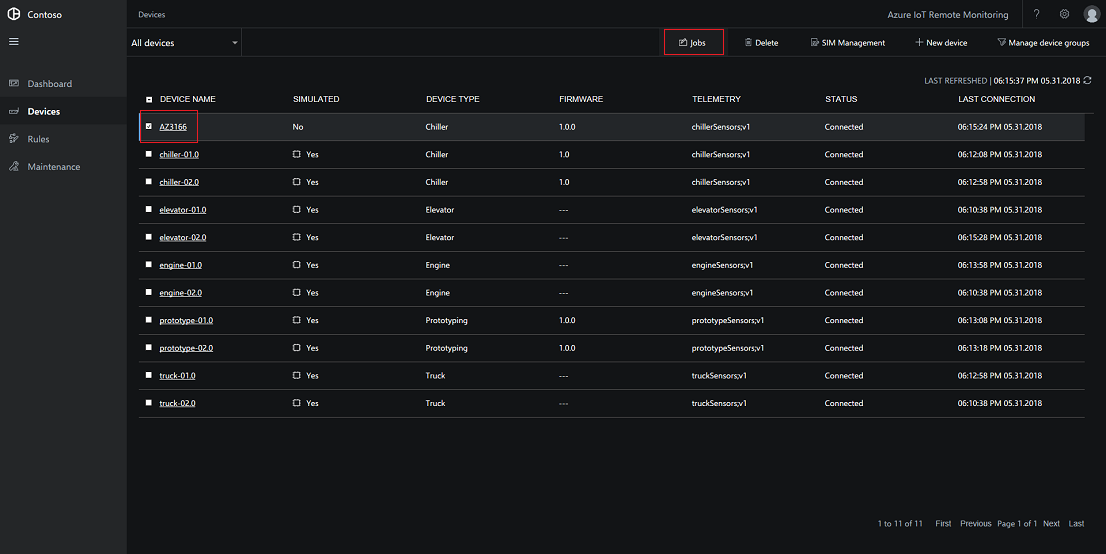 Contoso Devices Azure IoT Remote Monitoring ?
All devices Jobs Delete SIM Management New device Manage device groups
Dashboard
Devices
Rules
Maintenance
LAST REFRESHED | 06:15:37 PM 05.31.2018
DEVICE NAME SIMULATED DEVICE TYPE FIRMWARE TELEMETRY STATUS LAST CONNECTION
AZ3166 No Chiller 1.0.0 chillerSensors;v1 Connected 06:15:24 PM 05.31.2018
chiller-01.0 Yes Chiller 1.0 chillerSensors;v1 Connected 06:12:08 PM 05.31.2018
chiller-02.0 Yes Chiller 1.0 chillerSensors;v1 Connected 06:12:58 PM 05.31.2018
elevator-01.0 Yes Elevator --- elevatorSensors;v1 Connected 06:10:38 PM 05.31.2018
elevator-02.0 Yes Elevator --- elevatorSensors;v1 Connected 06:15:28 PM 05.31.2018
engine-01.0 Yes Engine --- engineSensors;v1 Connected 06:13:58 PM 05.31.2018
engine-02.0 Yes Engine --- engineSensors;v1 Connected 06:10:38 PM 05.31.2018
prototype-01.0 Yes Prototyping 1.0.0 prototypeSensors;v1 Connected 06:13:08 PM 05.31.2018
prototype-02.0 Yes Prototyping 1.0.0 prototypeSensors;v1 Connected 06:13:18 PM 05.31.2018
truck-01.0 Yes Truck --- truckSensors;v1 Connected 06:12:58 PM 05.31.2018
truck-02.0 Yes Truck --- truckSensors;v1 Connected 06:10:38 PM 05.31.2018
1 to 11 of 11 First Previous Page 1 of 1 Next Last